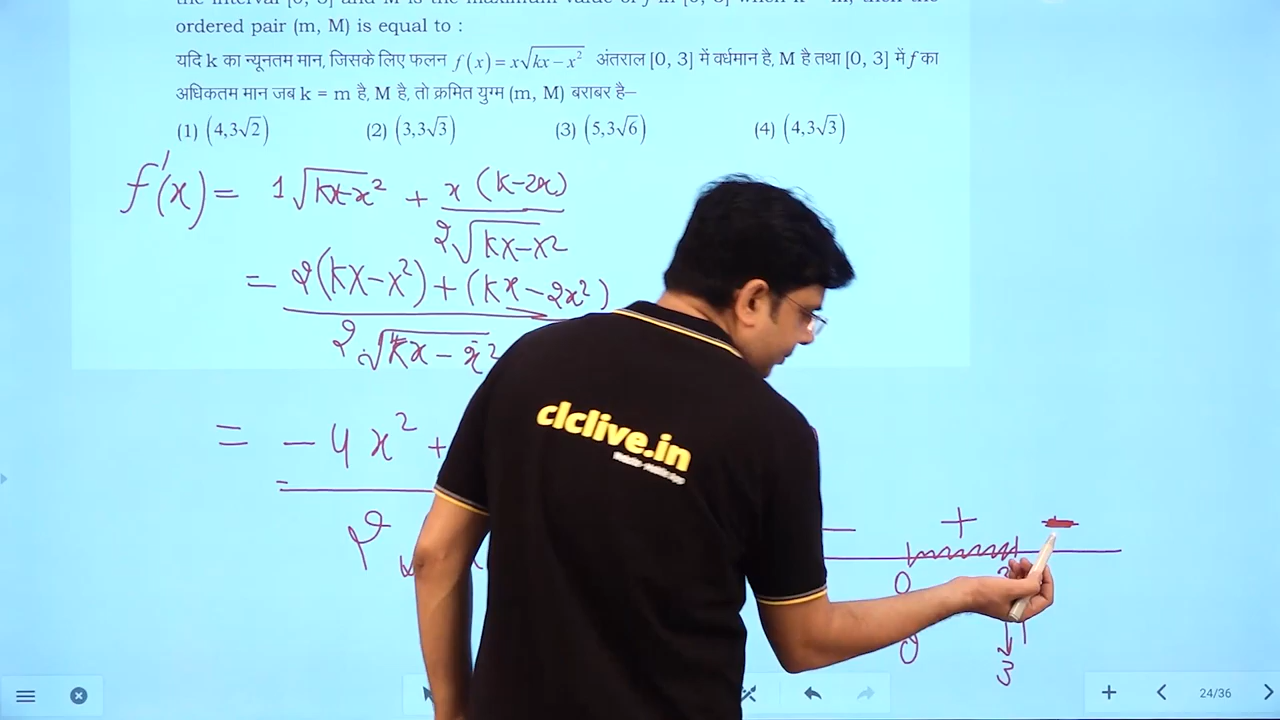 ordered pair (m, M) is equal to :
यदि k का न्यूनतम मान, जिसके लिए फलन f(x) = x√(kx – x²) अंतराल [0, 3] में वर्धमान है, M है तथा [0, 3] में f का
अधिकतम मान जब k = m है, M है, तो क्रमित युग्म (m, M) बराबर है–
(1) (4,3√2) (2) (3,3√3) (3) (5,3√6) (4) (4,3√3)
f'(x) = 1√(kx-x²) + x(k-2x) / 2√(kx-x²)
= 2(kx-x²) + (kx-2x²) / 2√(kx-x²)
= -4x² +
2
clclive.in
– + –
0
0 3
24/36